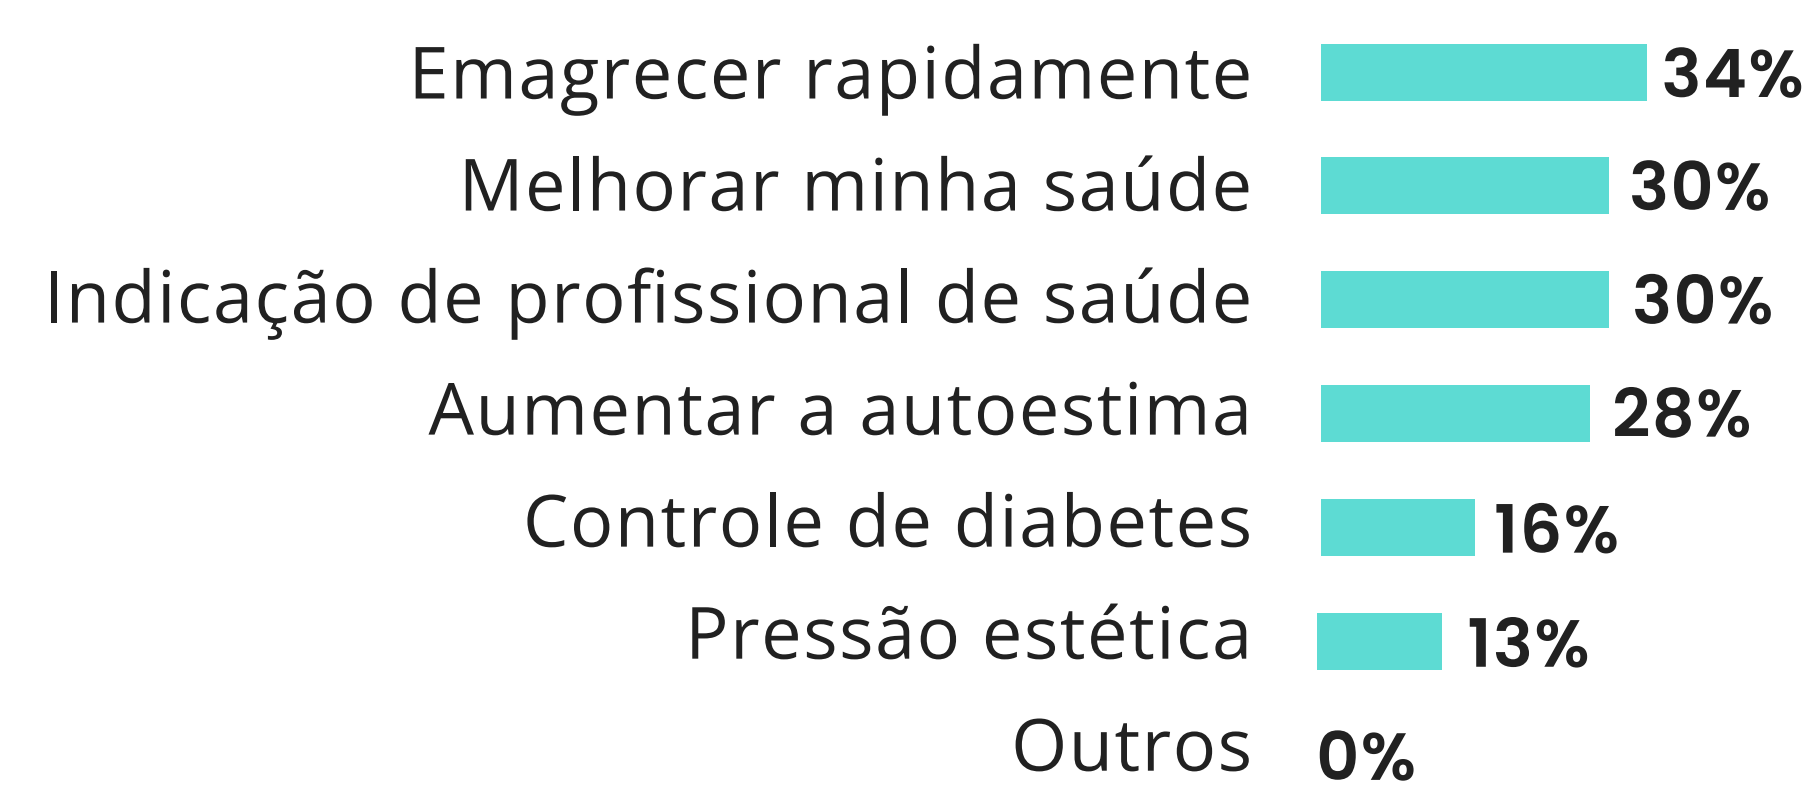 Emagrecer rapidamente 34%
Melhorar minha saúde 30%
Indicação de profissional de saúde 30%
Aumentar a autoestima 28%
Controle de diabetes 16%
Pressão estética 13%
Outros 0%